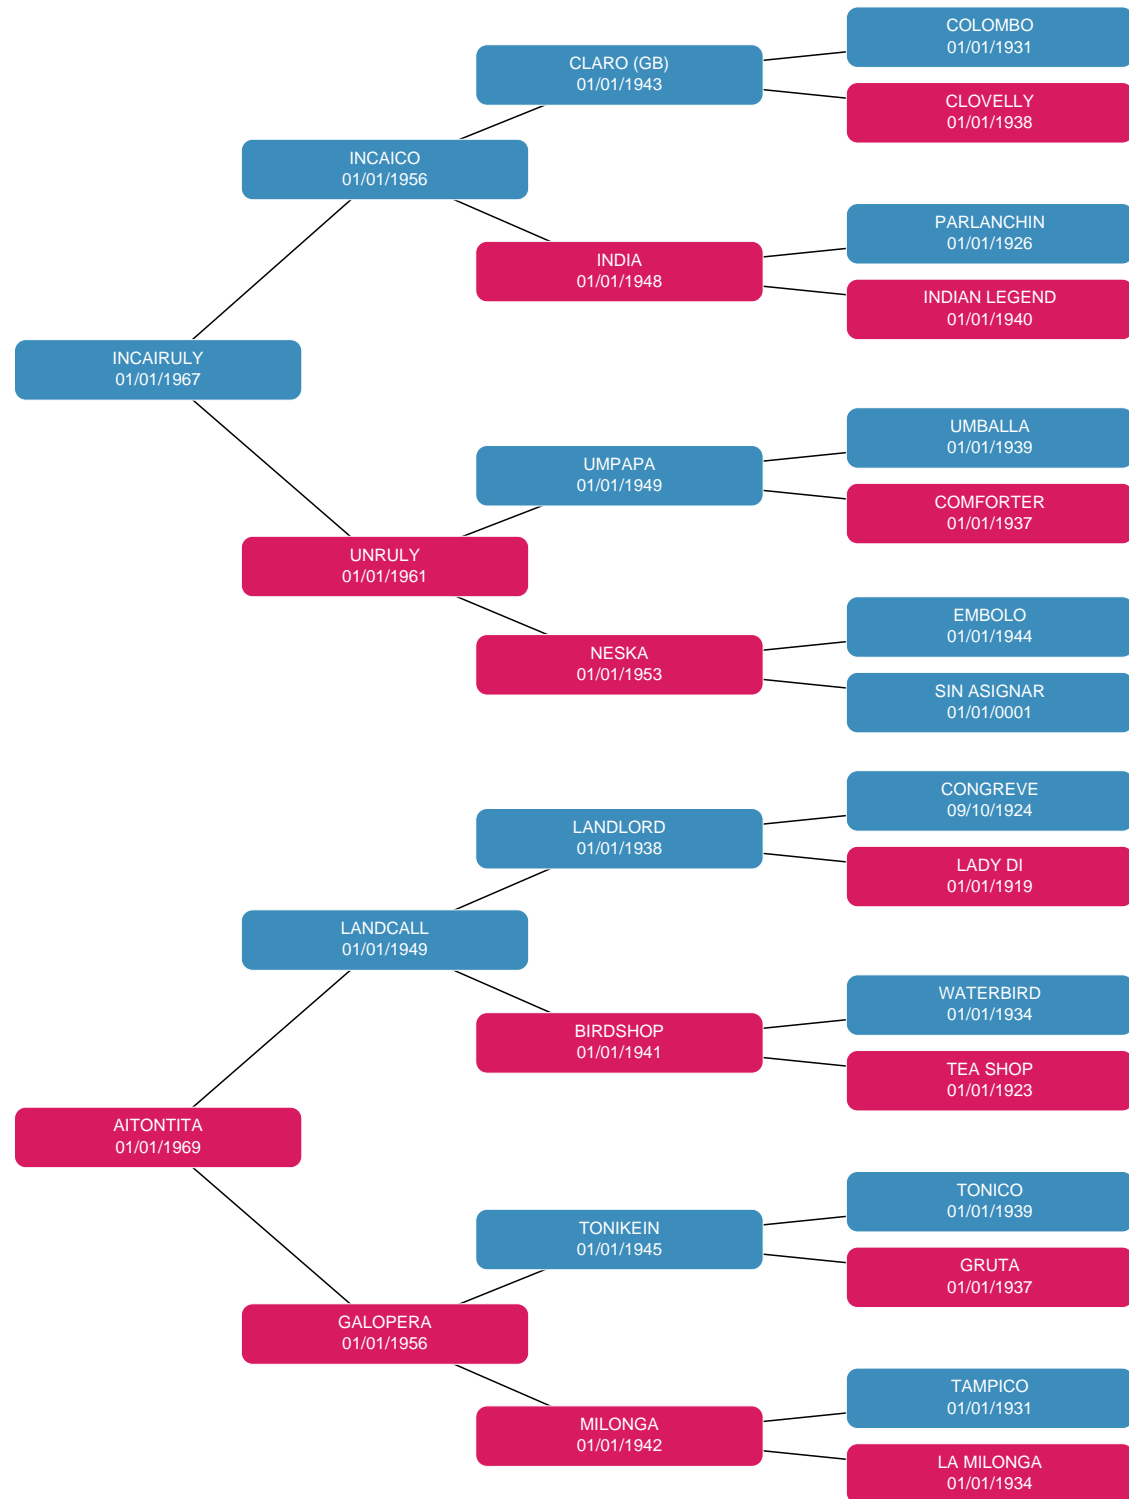 COLOMBO
01/01/1931
CLARO (GB)
01/01/1943
CLOVELLY
01/01/1938
INCAICO
01/01/1956
PARLANCHIN
01/01/1926
INDIA
01/01/1948
INDIAN LEGEND
01/01/1940
INCAIRULY
01/01/1967
UMBALLA
01/01/1939
UMPAPA
01/01/1949
COMFORTER
01/01/1937
UNRULY
01/01/1961
EMBOLO
01/01/1944
NESKA
01/01/1953
SIN ASIGNAR
01/01/0001
CONGREVE
09/10/1924
LANDLORD
01/01/1938
LADY DI
01/01/1919
LANDCALL
01/01/1949
WATERBIRD
01/01/1934
BIRDSHOP
01/01/1941
TEA SHOP
01/01/1923
AITONTITA
01/01/1969
TONICO
01/01/1939
TONIKEIN
01/01/1945
GRUTA
01/01/1937
GALOPERA
01/01/1956
TAMPICO
01/01/1931
MILONGA
01/01/1942
LA MILONGA
01/01/1934